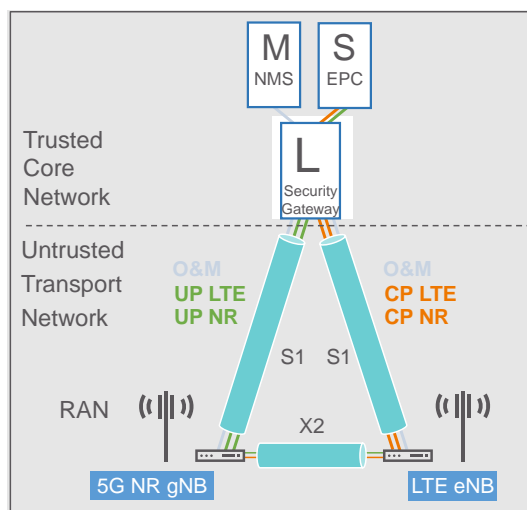 M
NMS
S
EPC
L
Security
Gateway
Trusted
Core
Network
Untrusted
Transport
Network
O&M
UP LTE
UP NR
O&M
CP LTE
CP NR
S1
S1
X2
RAN
5G NR gNB
LTE eNB